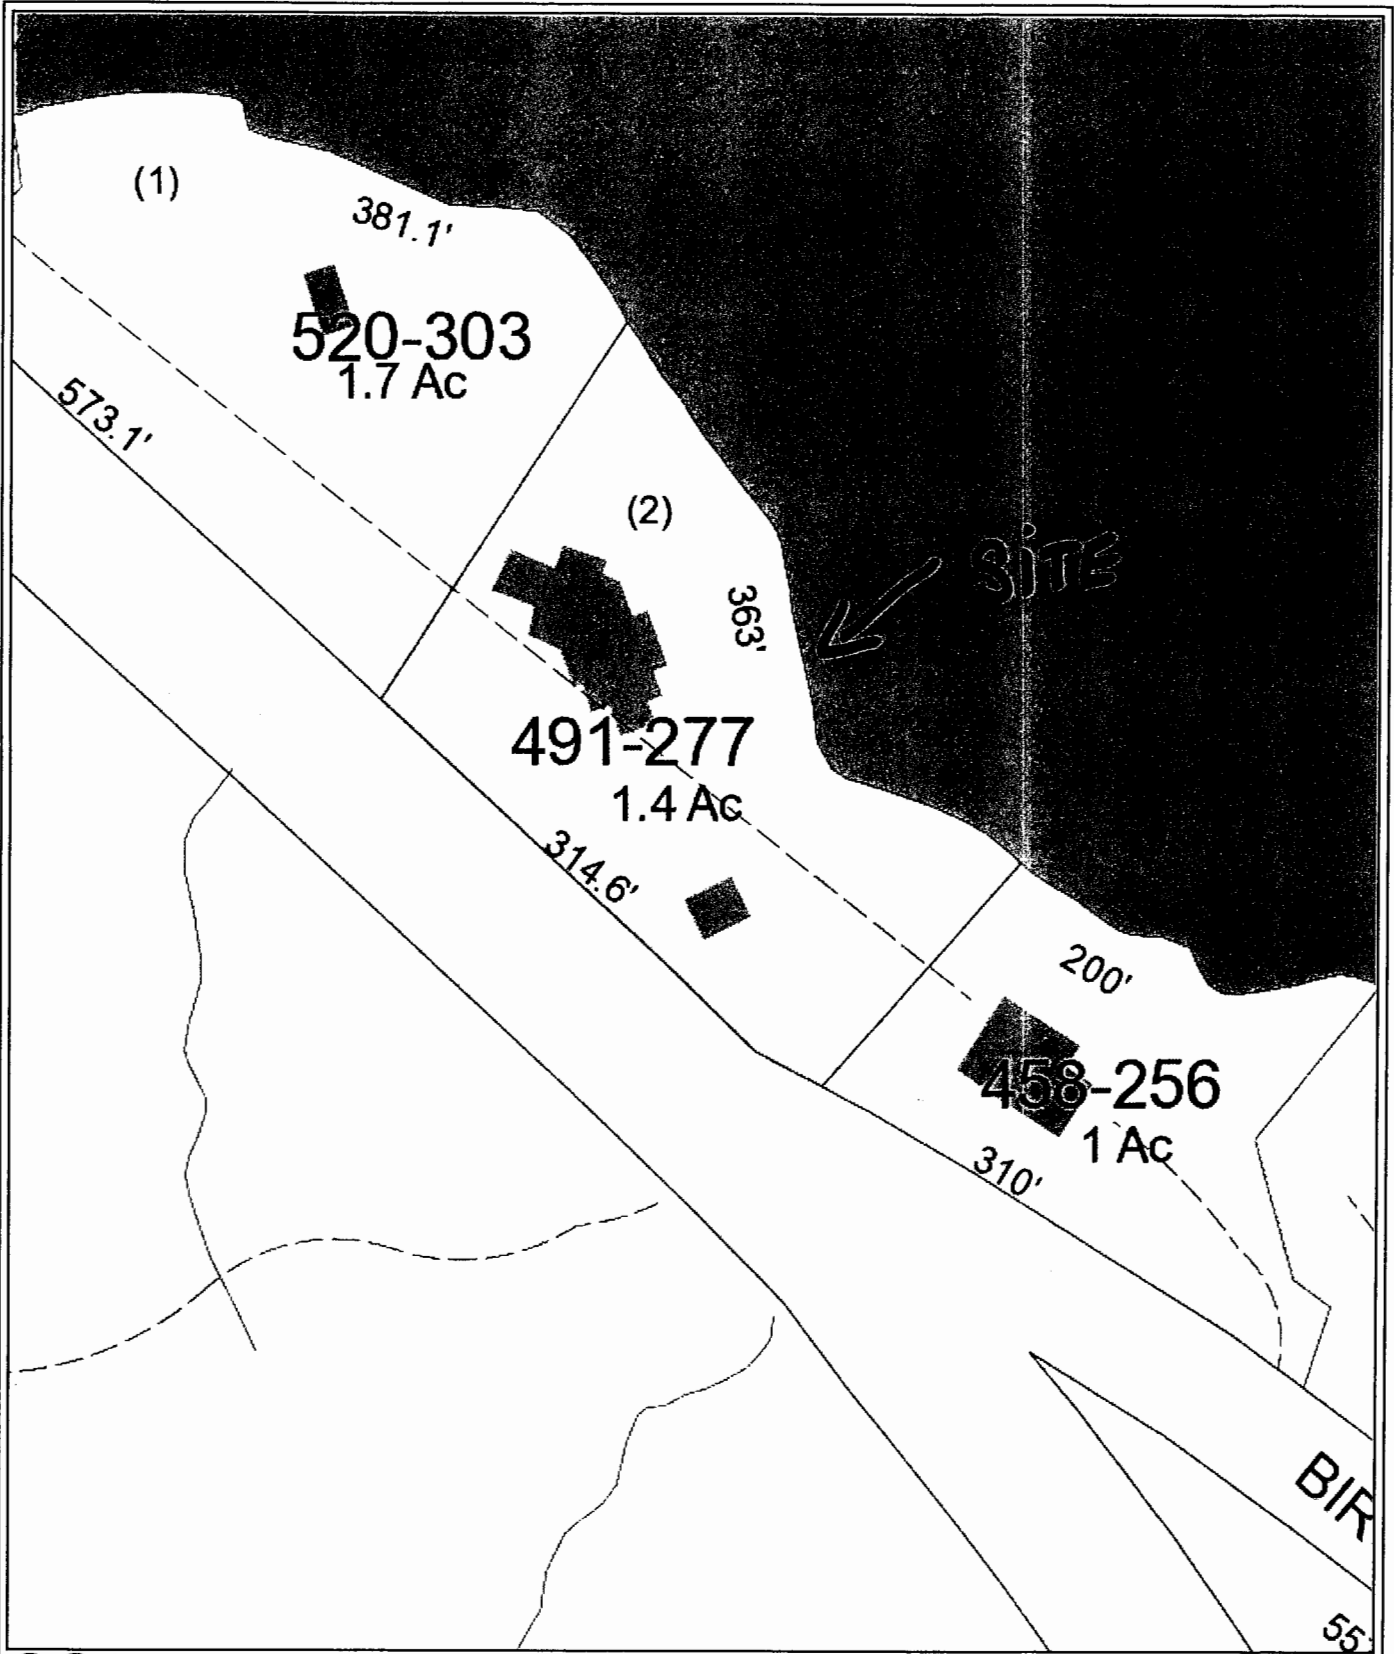 (1)
381.1'
520-303
1.7 Ac
573.1'
(2)
SiTE
363'
491-277
1.4 Ac
314.6'
200'
458-256
1 Ac
310'
BIR
55